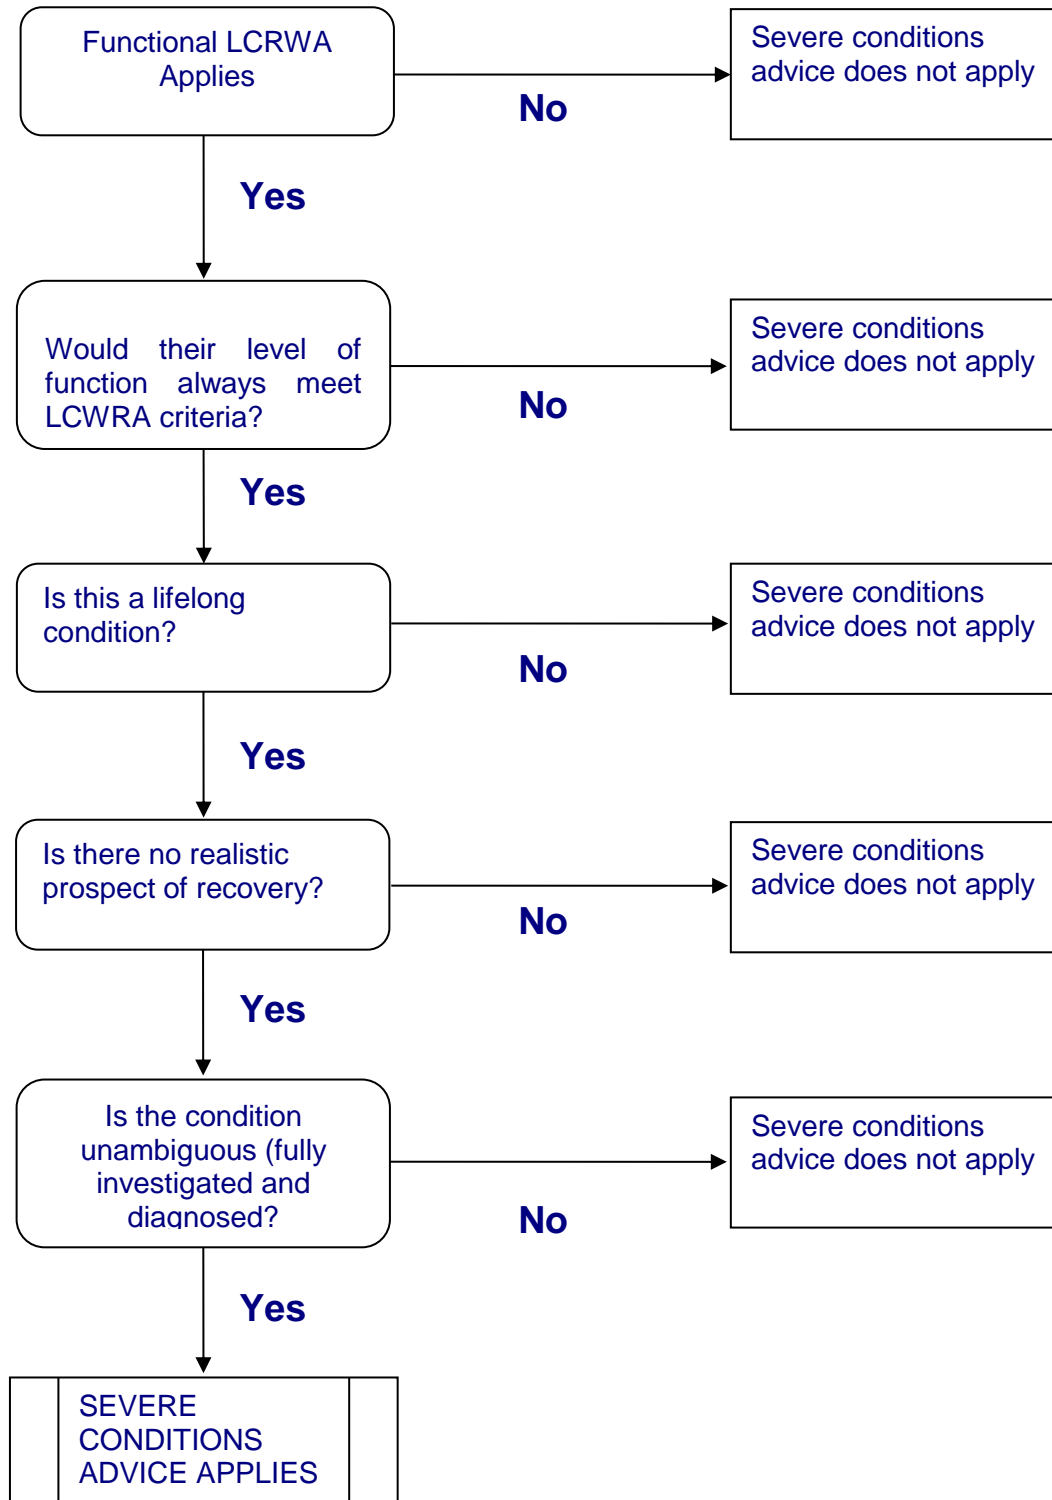 Functional LCRWA
Applies
Severe conditions
advice does not apply
No
Yes
Would their level of
function always meet
LCWRA criteria?
Severe conditions
advice does not apply
No
Yes
Is this a lifelong
condition?
Severe conditions
advice does not apply
No
Yes
Is there no realistic
prospect of recovery?
Severe conditions
advice does not apply
No
Yes
Is the condition
unambiguous (fully
investigated and
diagnosed?
Severe conditions
advice does not apply
No
Yes
SEVERE
CONDITIONS
ADVICE APPLIES